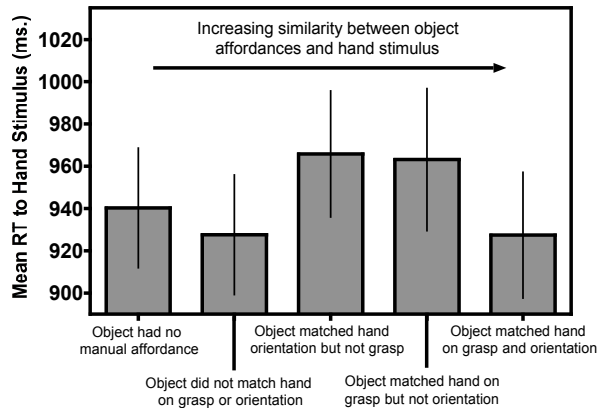 Mean RT to Hand Stimulus (ms.)
1020
1000
980
960
940
920
900
Increasing similarity between object
affordances and hand stimulus
Object had no
manual affordance
Object did not match hand
on grasp or orientation
Object matched hand
orientation but not grasp
Object matched hand on
grasp but not orientation
Object matched hand
on grasp and orientation